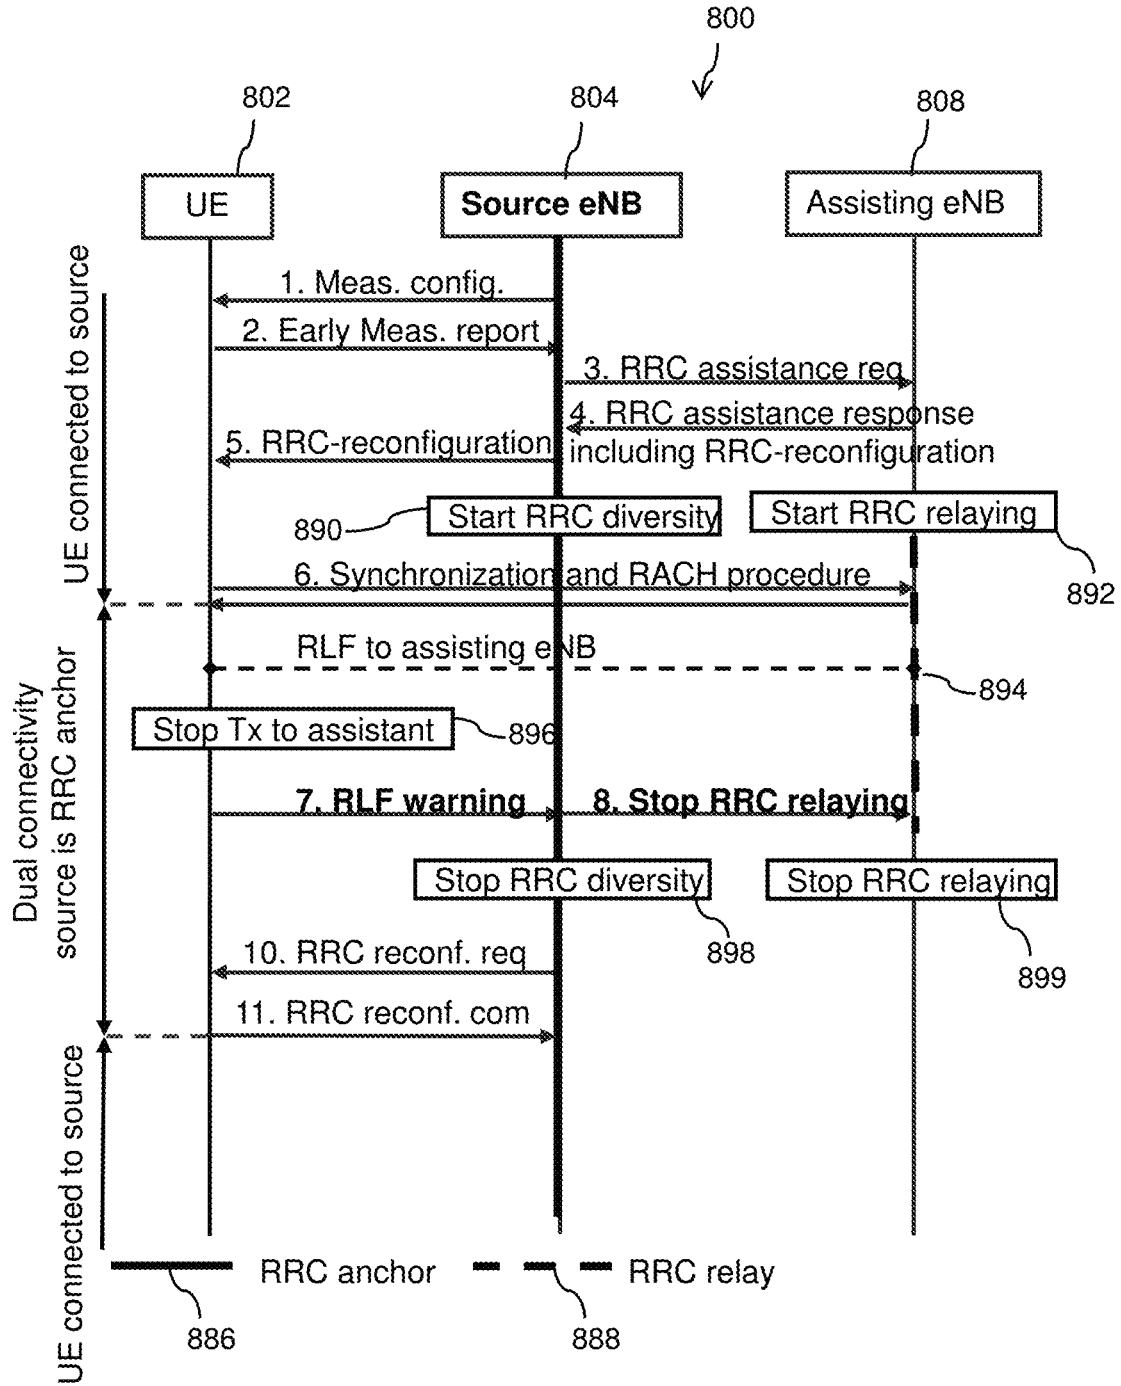 800
802
804
808
UE
Source eNB
Assisting eNB
UE connected to source
1. Meas. config.
2. Early Meas. report
3. RRC assistance req
4. RRC assistance response
including RRC-reconfiguration
5. RRC-reconfiguration
Start RRC diversity
Start RRC relaying
890
892
6. Synchronization and RACH procedure
RLF to assisting eNB
894
Stop Tx to assistant
896
Dual connectivity
source is RRC anchor
7. RLF warning
8. Stop RRC relaying
Stop RRC diversity
Stop RRC relaying
898
899
10. RRC reconf. req
11. RRC reconf. com
UE connected to source
RRC anchor
RRC relay
886
888